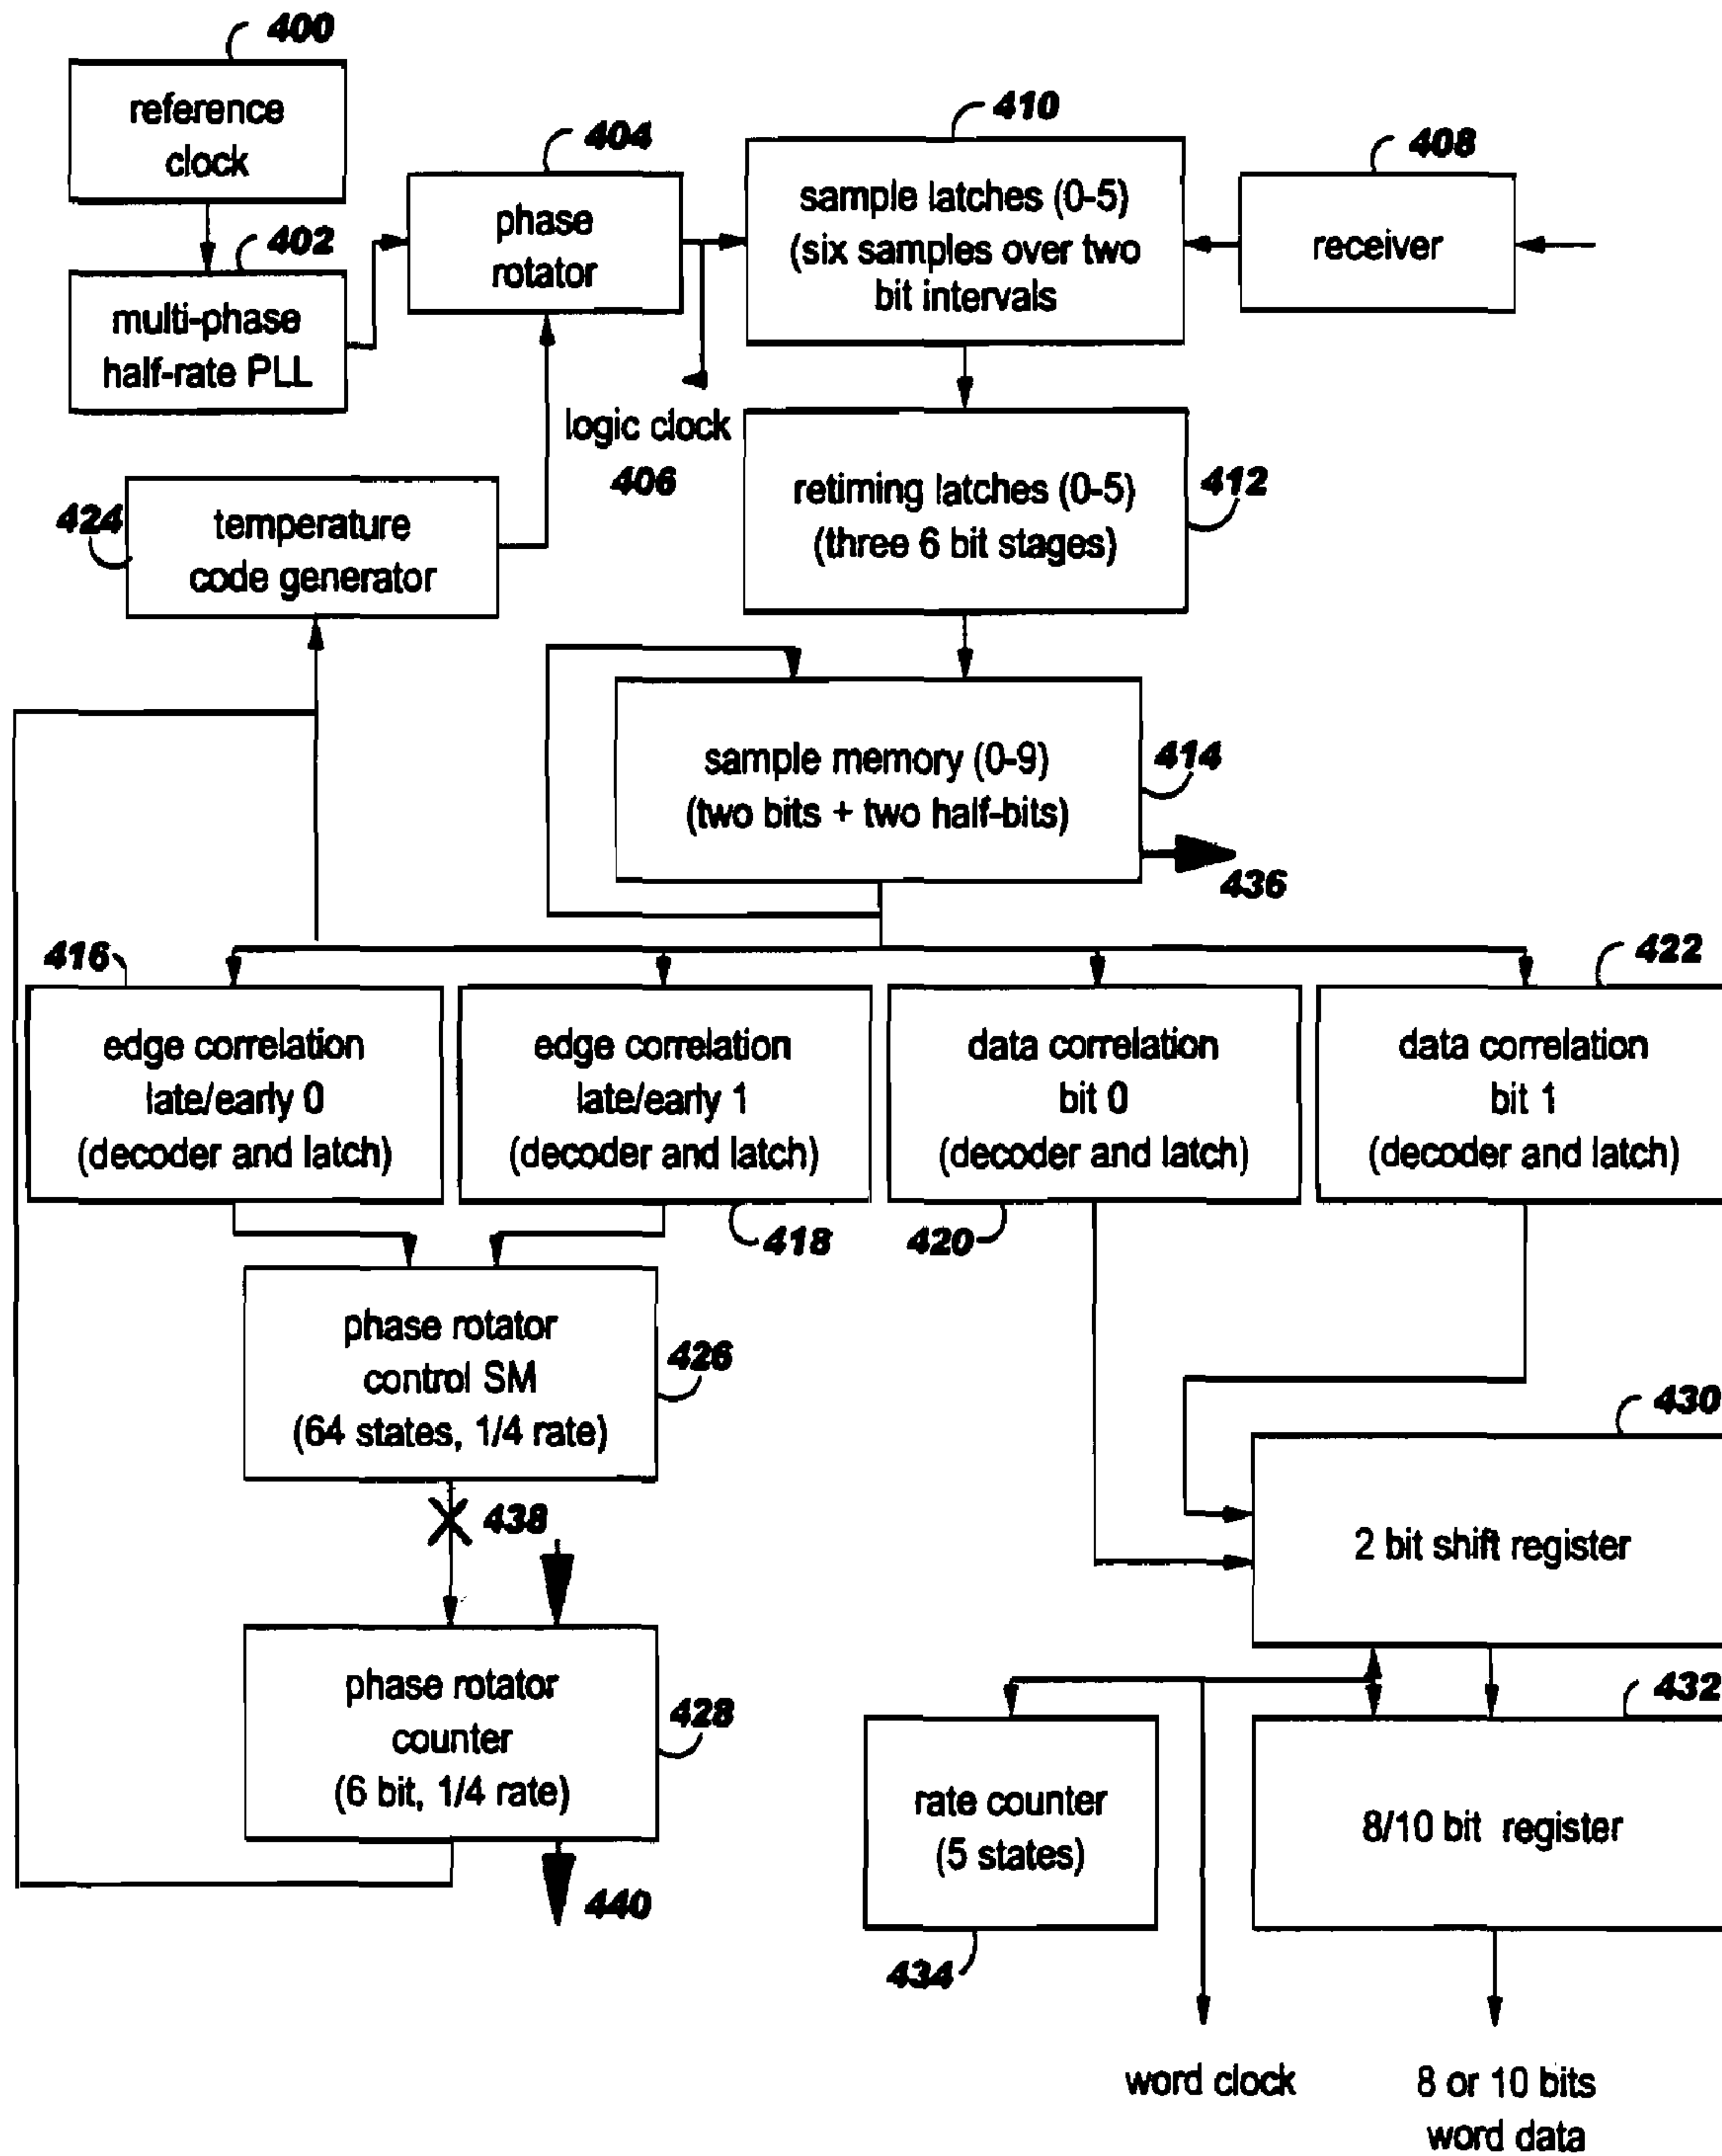 400
reference
clock
402
multi-phase
half-rate PLL
404
phase
rotator
logic clock
406
410
sample latches (0-5)
(six samples over two
bit intervals
408
receiver
retiming latches (0-5)
(three 6 bit stages)
412
424
temperature
code generator
sample memory (0-9)
(two bits + two half-bits)
414
436
416
edge correlation
late/early 0
(decoder and latch)
edge correlation
late/early 1
(decoder and latch)
418
data correlation
bit 0
(decoder and latch)
420
422
data correlation
bit 1
(decoder and latch)
phase rotator
control SM
(64 states, 1/4 rate)
426
438
430
2 bit shift register
phase rotator
counter
(6 bit, 1/4 rate)
428
440
rate counter
(5 states)
434
432
8/10 bit register
word clock
8 or 10 bits
word data